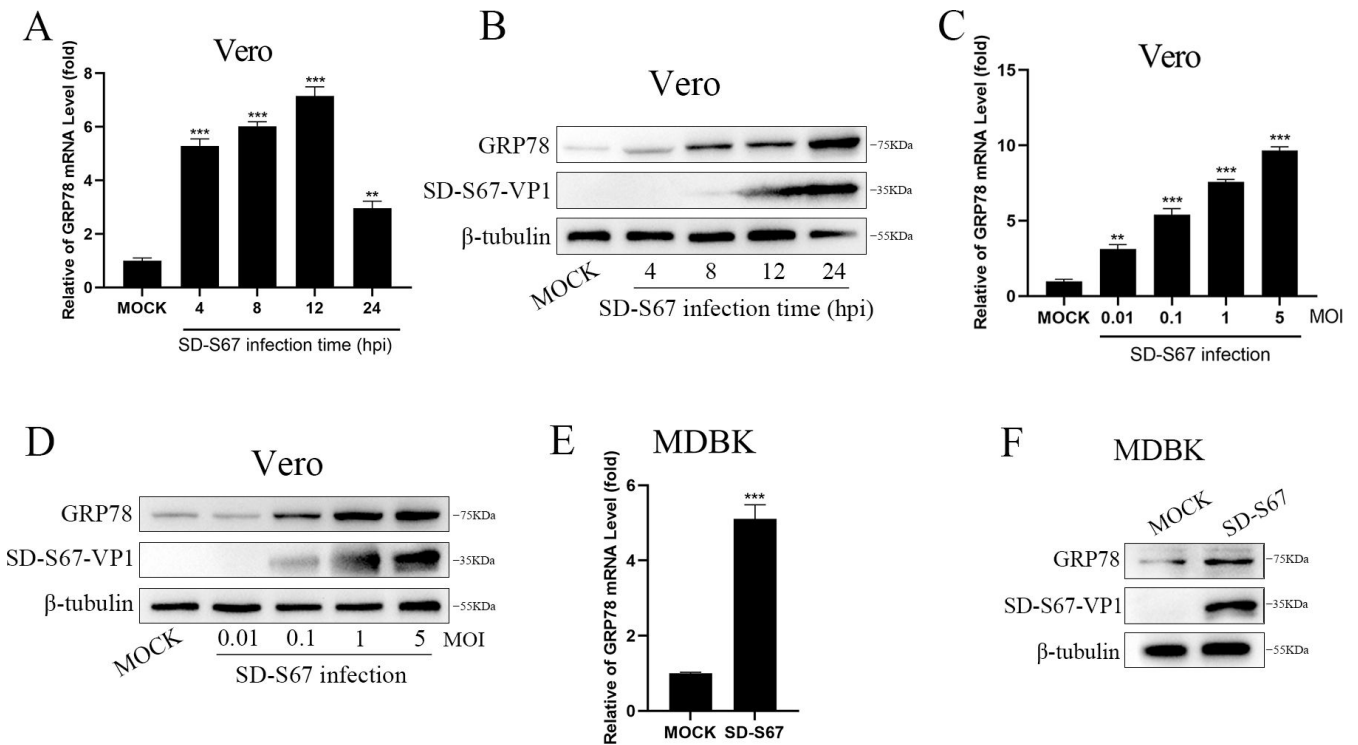 A
Vero
Relative of GRP78 mRNA Level (fold)
8
6
4
2
0
***
***
***
**
MOCK 4 8 12 24
SD-S67 infection time (hpi)
B
Vero
GRP78 −75KDa
SD-S67-VP1 −35KDa
β-tubulin −55KDa
MOCK 4 8 12 24
SD-S67 infection time (hpi)
C
Vero
Relative of GRP78 mRNA Level (fold)
15
10
5
0
**
***
***
***
MOCK 0.01 0.1 1 5 MOI
SD-S67 infection
D
Vero
GRP78 −75KDa
SD-S67-VP1 −35KDa
β-tubulin −55KDa
MOCK 0.01 0.1 1 5 MOI
SD-S67 infection
E
MDBK
Relative of GRP78 mRNA Level (fold)
6
4
2
0
***
MOCK SD-S67
F
MDBK
MOCK SD-S67
GRP78 −75KDa
SD-S67-VP1 −35KDa
β-tubulin −55KDa